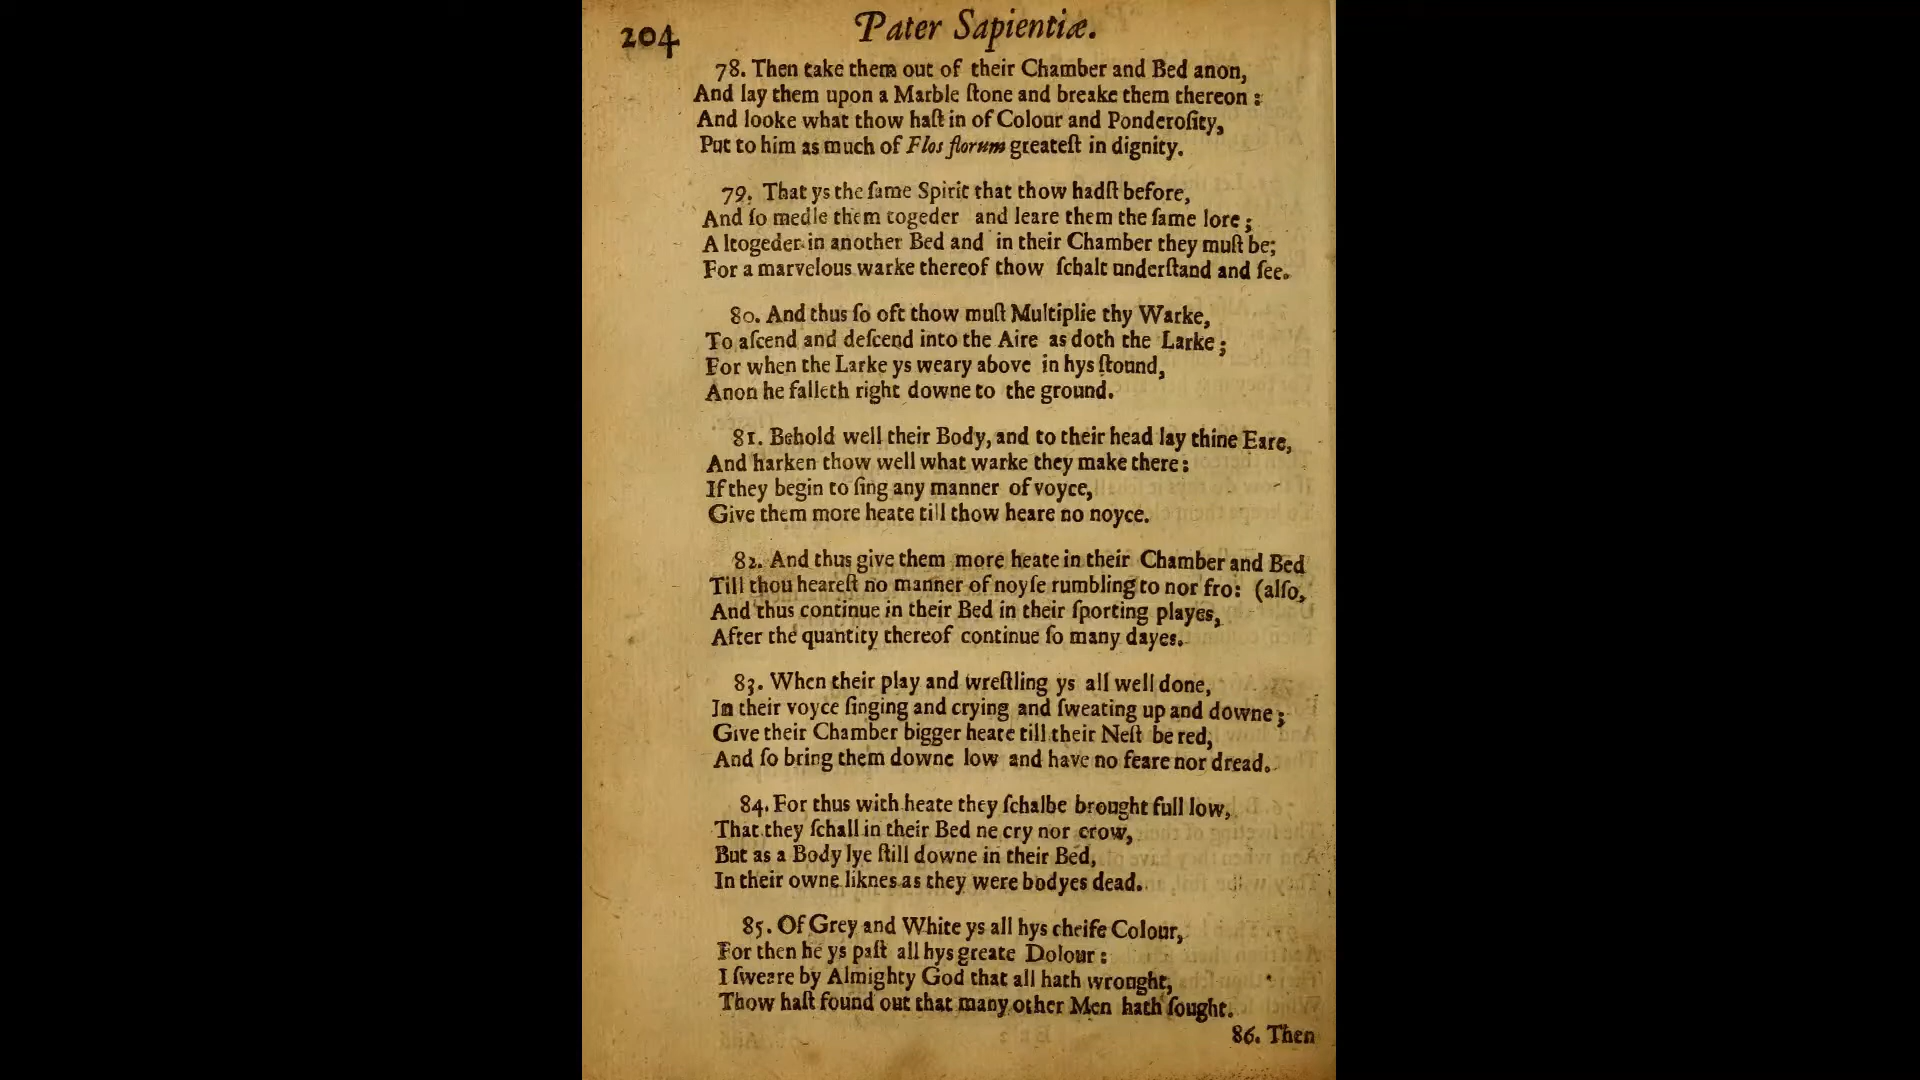 204 Pater Sapientiæ.
78. Then take them out of their Chamber and Bed anon,
And lay them upon a Marble ſtone and breake them thereon :
And looke what thow haſt in of Colour and Ponderoſity,
Put to him as much of Flos florum greateſt in dignity.
79. That ys the ſame Spirit that thow hadſt before,
And ſo medle them togeder and leare them the ſame lore ;
Altogeder in another Bed and in their Chamber they muſt be;
For a marvelous warke thereof thow ſchalt underſtand and ſee.
80. And thus ſo oft thow muſt Multiplie thy Warke,
To aſcend and deſcend into the Aire as doth the Larke ;
For when the Larke ys weary above in hys ſtound,
Anon he falleth right downe to the ground.
81. Behold well their Body, and to their head lay thine Eare,
And harken thow well what warke they make there :
If they begin to ſing any manner of voyce,
Give them more heate till thow heare no noyce.
82. And thus give them more heate in their Chamber and Bed
Till thou heareſt no manner of noyſe rumbling to nor fro: (alſo,
And thus continue in their Bed in their ſporting playes,
After the quantity thereof continue ſo many dayes.
83. When their play and wreſtling ys all well done,
In their voyce ſinging and crying and ſweating up and downe ;
Give their Chamber bigger heate till their Neſt be red,
And ſo bring them downe low and have no feare nor dread.
84. For thus with heate they ſchalbe brought full low,
That they ſchall in their Bed ne cry nor crow,
But as a Body lye ſtill downe in their Bed,
In their owne liknes as they were bodyes dead.
85. Of Grey and White ys all hys cheife Colour,
For then he ys paſt all hys greate Dolour :
I ſweare by Almighty God that all hath wrought,
Thow haſt found out that many other Men hath ſought.
86. Then